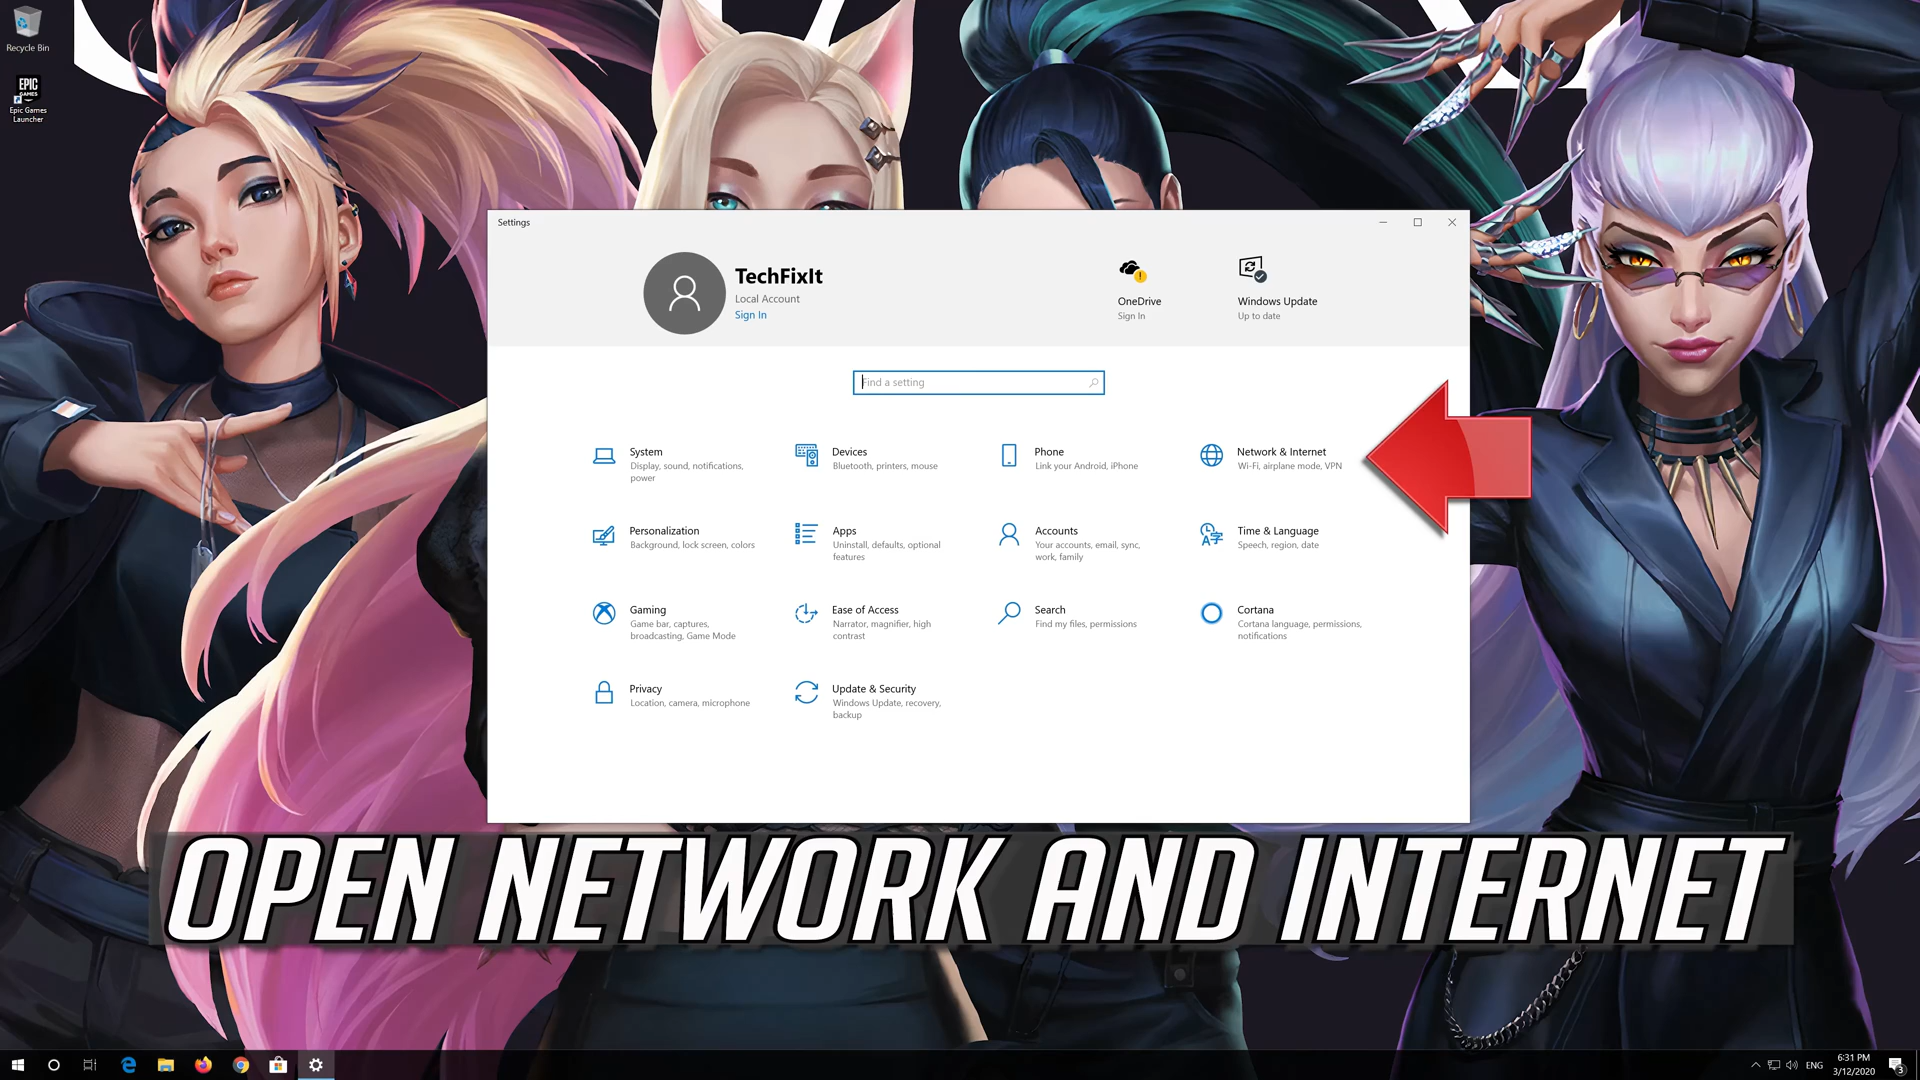 Recycle Bin
EPIC
GAMES
Epic Games
Launcher
Settings
TechFixIt
Local Account
Sign In
OneDrive
Sign In
Windows Update
Up to date
Find a setting
System
Display, sound, notifications,
power
Devices
Bluetooth, printers, mouse
Phone
Link your Android, iPhone
Network & Internet
Wi-Fi, airplane mode, VPN
Personalization
Background, lock screen, colors
Apps
Uninstall, defaults, optional
features
Accounts
Your accounts, email, sync,
work, family
Time & Language
Speech, region, date
Gaming
Game bar, captures,
broadcasting, Game Mode
Ease of Access
Narrator, magnifier, high
contrast
Search
Find my files, permissions
Cortana
Cortana language, permissions,
notifications
Privacy
Location, camera, microphone
Update & Security
Windows Update, recovery,
backup
OPEN NETWORK AND INTERNET
ENG
6:31 PM
3/12/2020
3